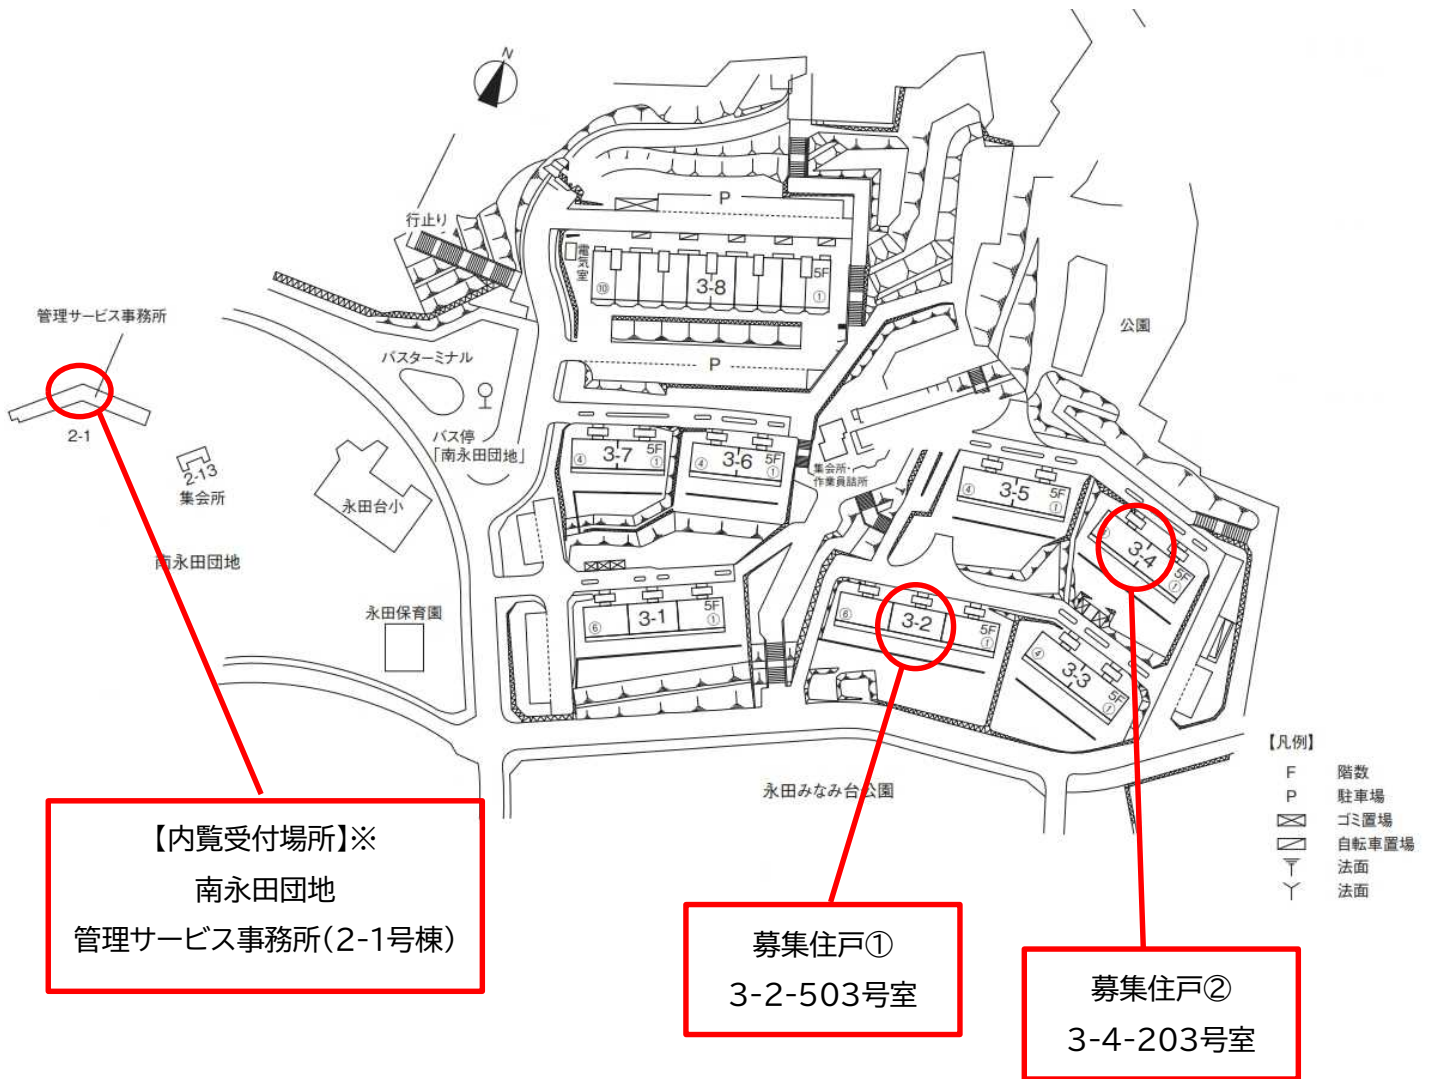 N
行止り
P
電気室
⑩
3-8
5F
①
公園
管理サービス事務所
バスターミナル
P
2-1
バス停
「南永田団地」
2-13
集会所
永田台小
④
3-7
5F
①
④
3-6
5F
①
集会所・
作業員詰所
④
3-5
5F
①
3-4
5F
①
南永田団地
永田保育園
⑥
3-1
5F
①
⑥
3-2
5F
①
④
3-3
5F
①
永田みなみ台公園
【凡例】
F 階数
P 駐車場
ゴミ置場
自転車置場
法面
法面
【内覧受付場所】※
南永田団地
管理サービス事務所(2-1号棟)
募集住戸①
3-2-503号室
募集住戸②
3-4-203号室